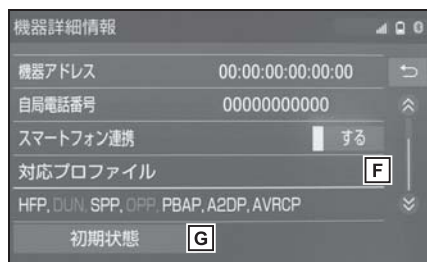 機器詳細情報
機器アドレス 00:00:00:00:00:00
自局電話番号 00000000000
スマートフォン連携 する
対応プロファイル
F
HFP, DUN, SPP, OPP, PBAP, A2DP, AVRCP
初期状態 G